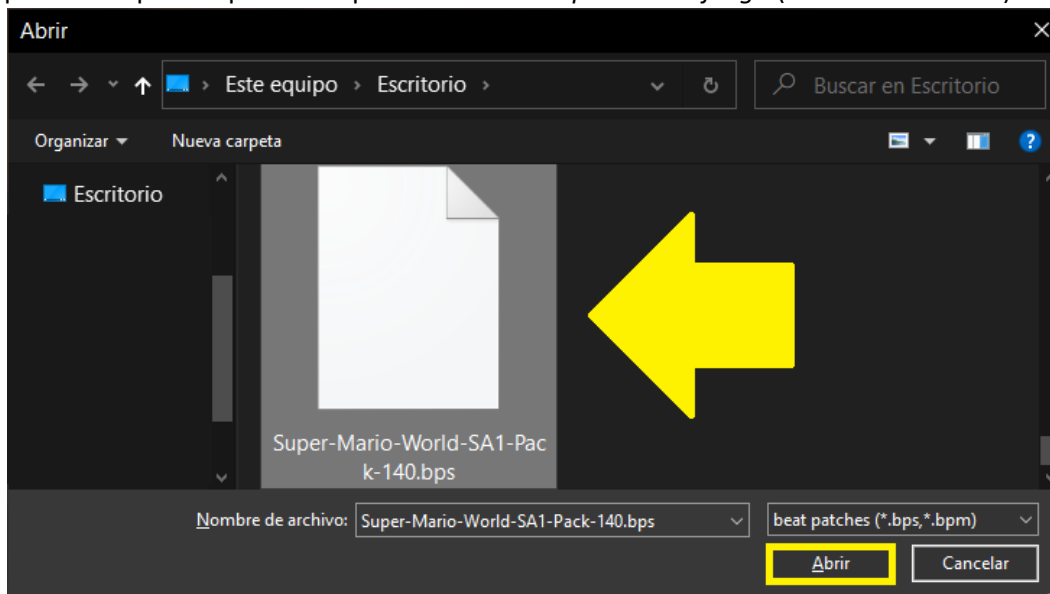 Abrir
Este equipo > Escritorio >
Buscar en Escritorio
Organizar
Nueva carpeta
?
Escritorio
Super-Mario-World-SA1-Pac
k-140.bps
Nombre de archivo: Super-Mario-World-SA1-Pack-140.bps
beat patches (*.bps,*.bpm)
Abrir
Cancelar